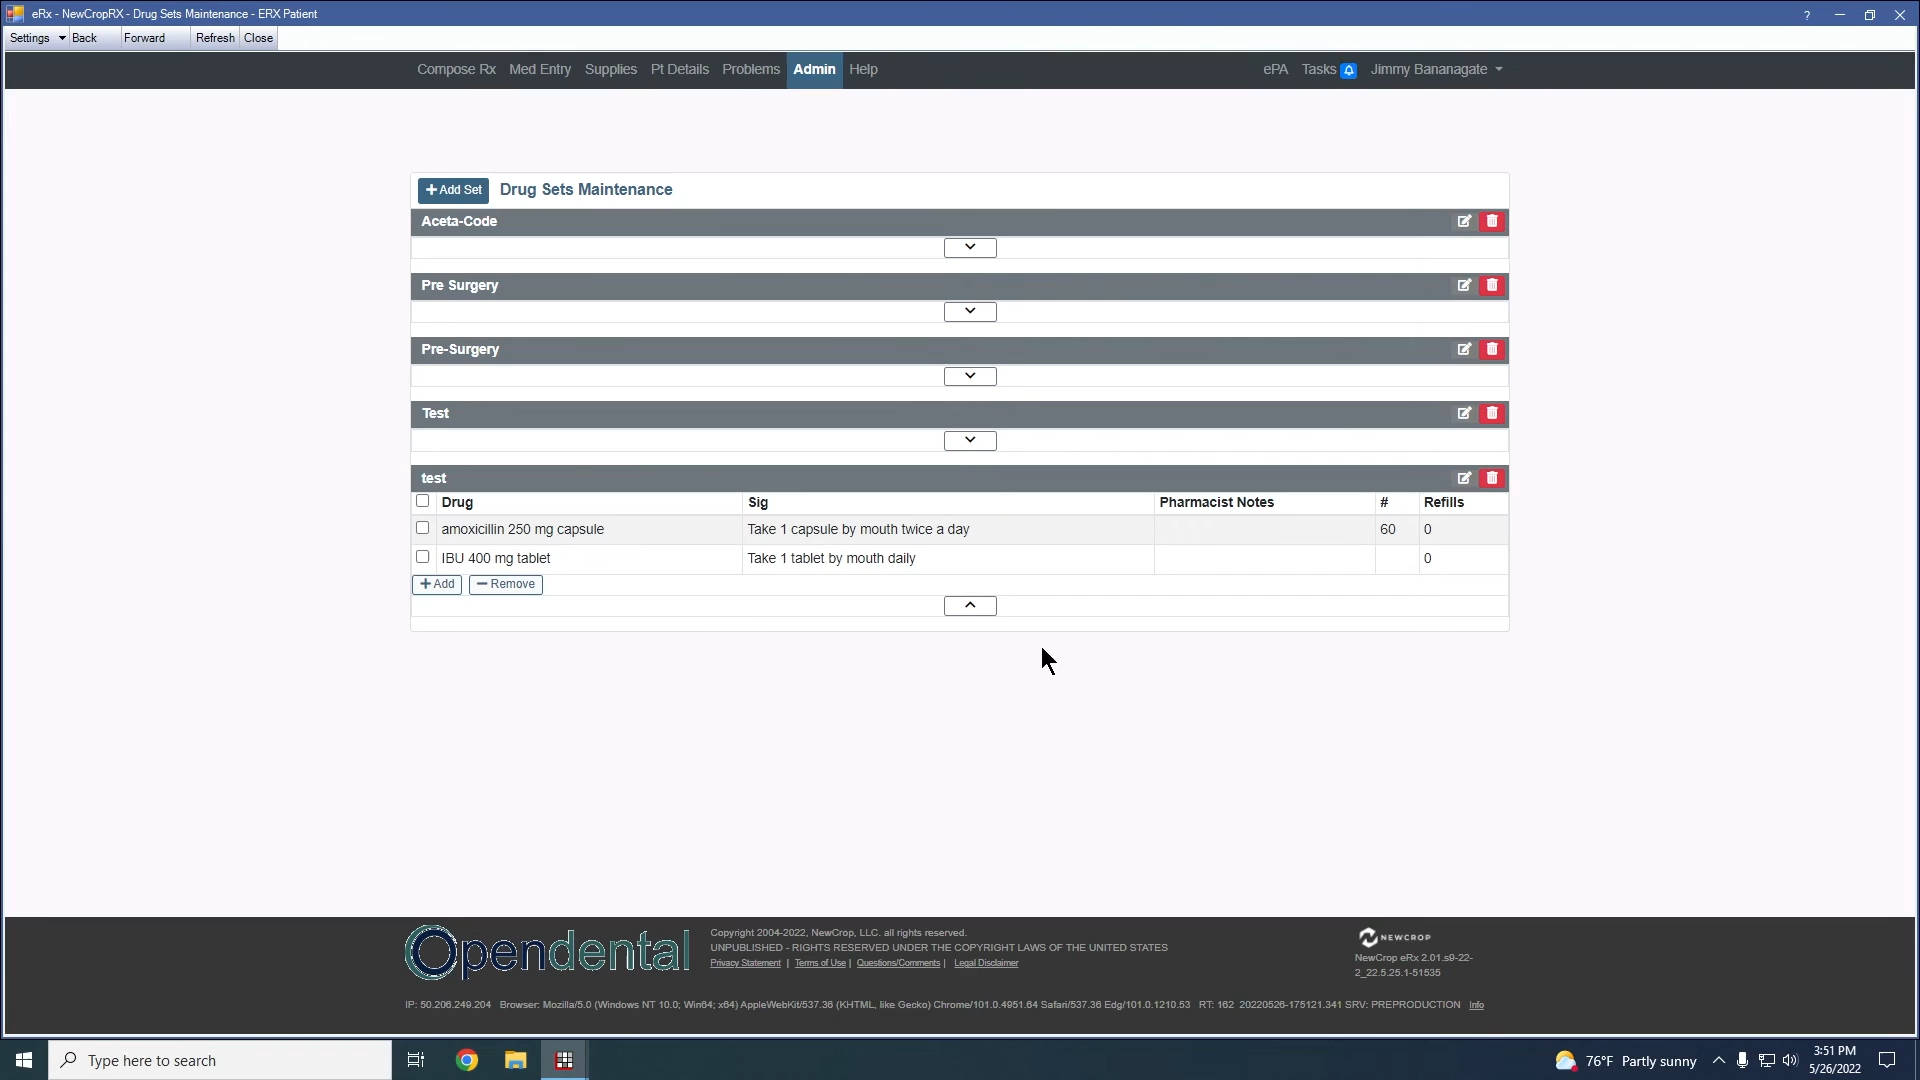 eRx - NewCropRX - Drug Sets Maintenance - ERX Patient
Settings Back Forward Refresh Close
Compose Rx Med Entry Supplies Pt Details Problems Admin Help ePA Tasks Jimmy Bananagate
Add Set Drug Sets Maintenance
Aceta-Code
Pre Surgery
Pre-Surgery
Test
test
Drug Sig Pharmacist Notes # Refills
amoxicillin 250 mg capsule Take 1 capsule by mouth twice a day 60 0
IBU 400 mg tablet Take 1 tablet by mouth daily 0
Add Remove
Opendental
Copyright 2004-2022, NewCrop, LLC. all rights reserved.
UNPUBLISHED - RIGHTS RESERVED UNDER THE COPYRIGHT LAWS OF THE UNITED STATES
Privacy Statement | Terms of Use | Questions/Comments | Legal Disclaimer
NEWCROP
NewCrop eRx 2.01.s9-22-
2_22.5.25.1-51535
IP: 50.206.249.204 Browser: Mozilla/5.0 (Windows NT 10.0; Win64; x64) AppleWebKit/537.36 (KHTML, like Gecko) Chrome/101.0.4951.64 Safari/537.36 Edg/101.0.1210.53 RT: 162 20220526-175121.341 SRV: PREPRODUCTION Info
Type here to search
76°F Partly sunny
3:51 PM
5/26/2022